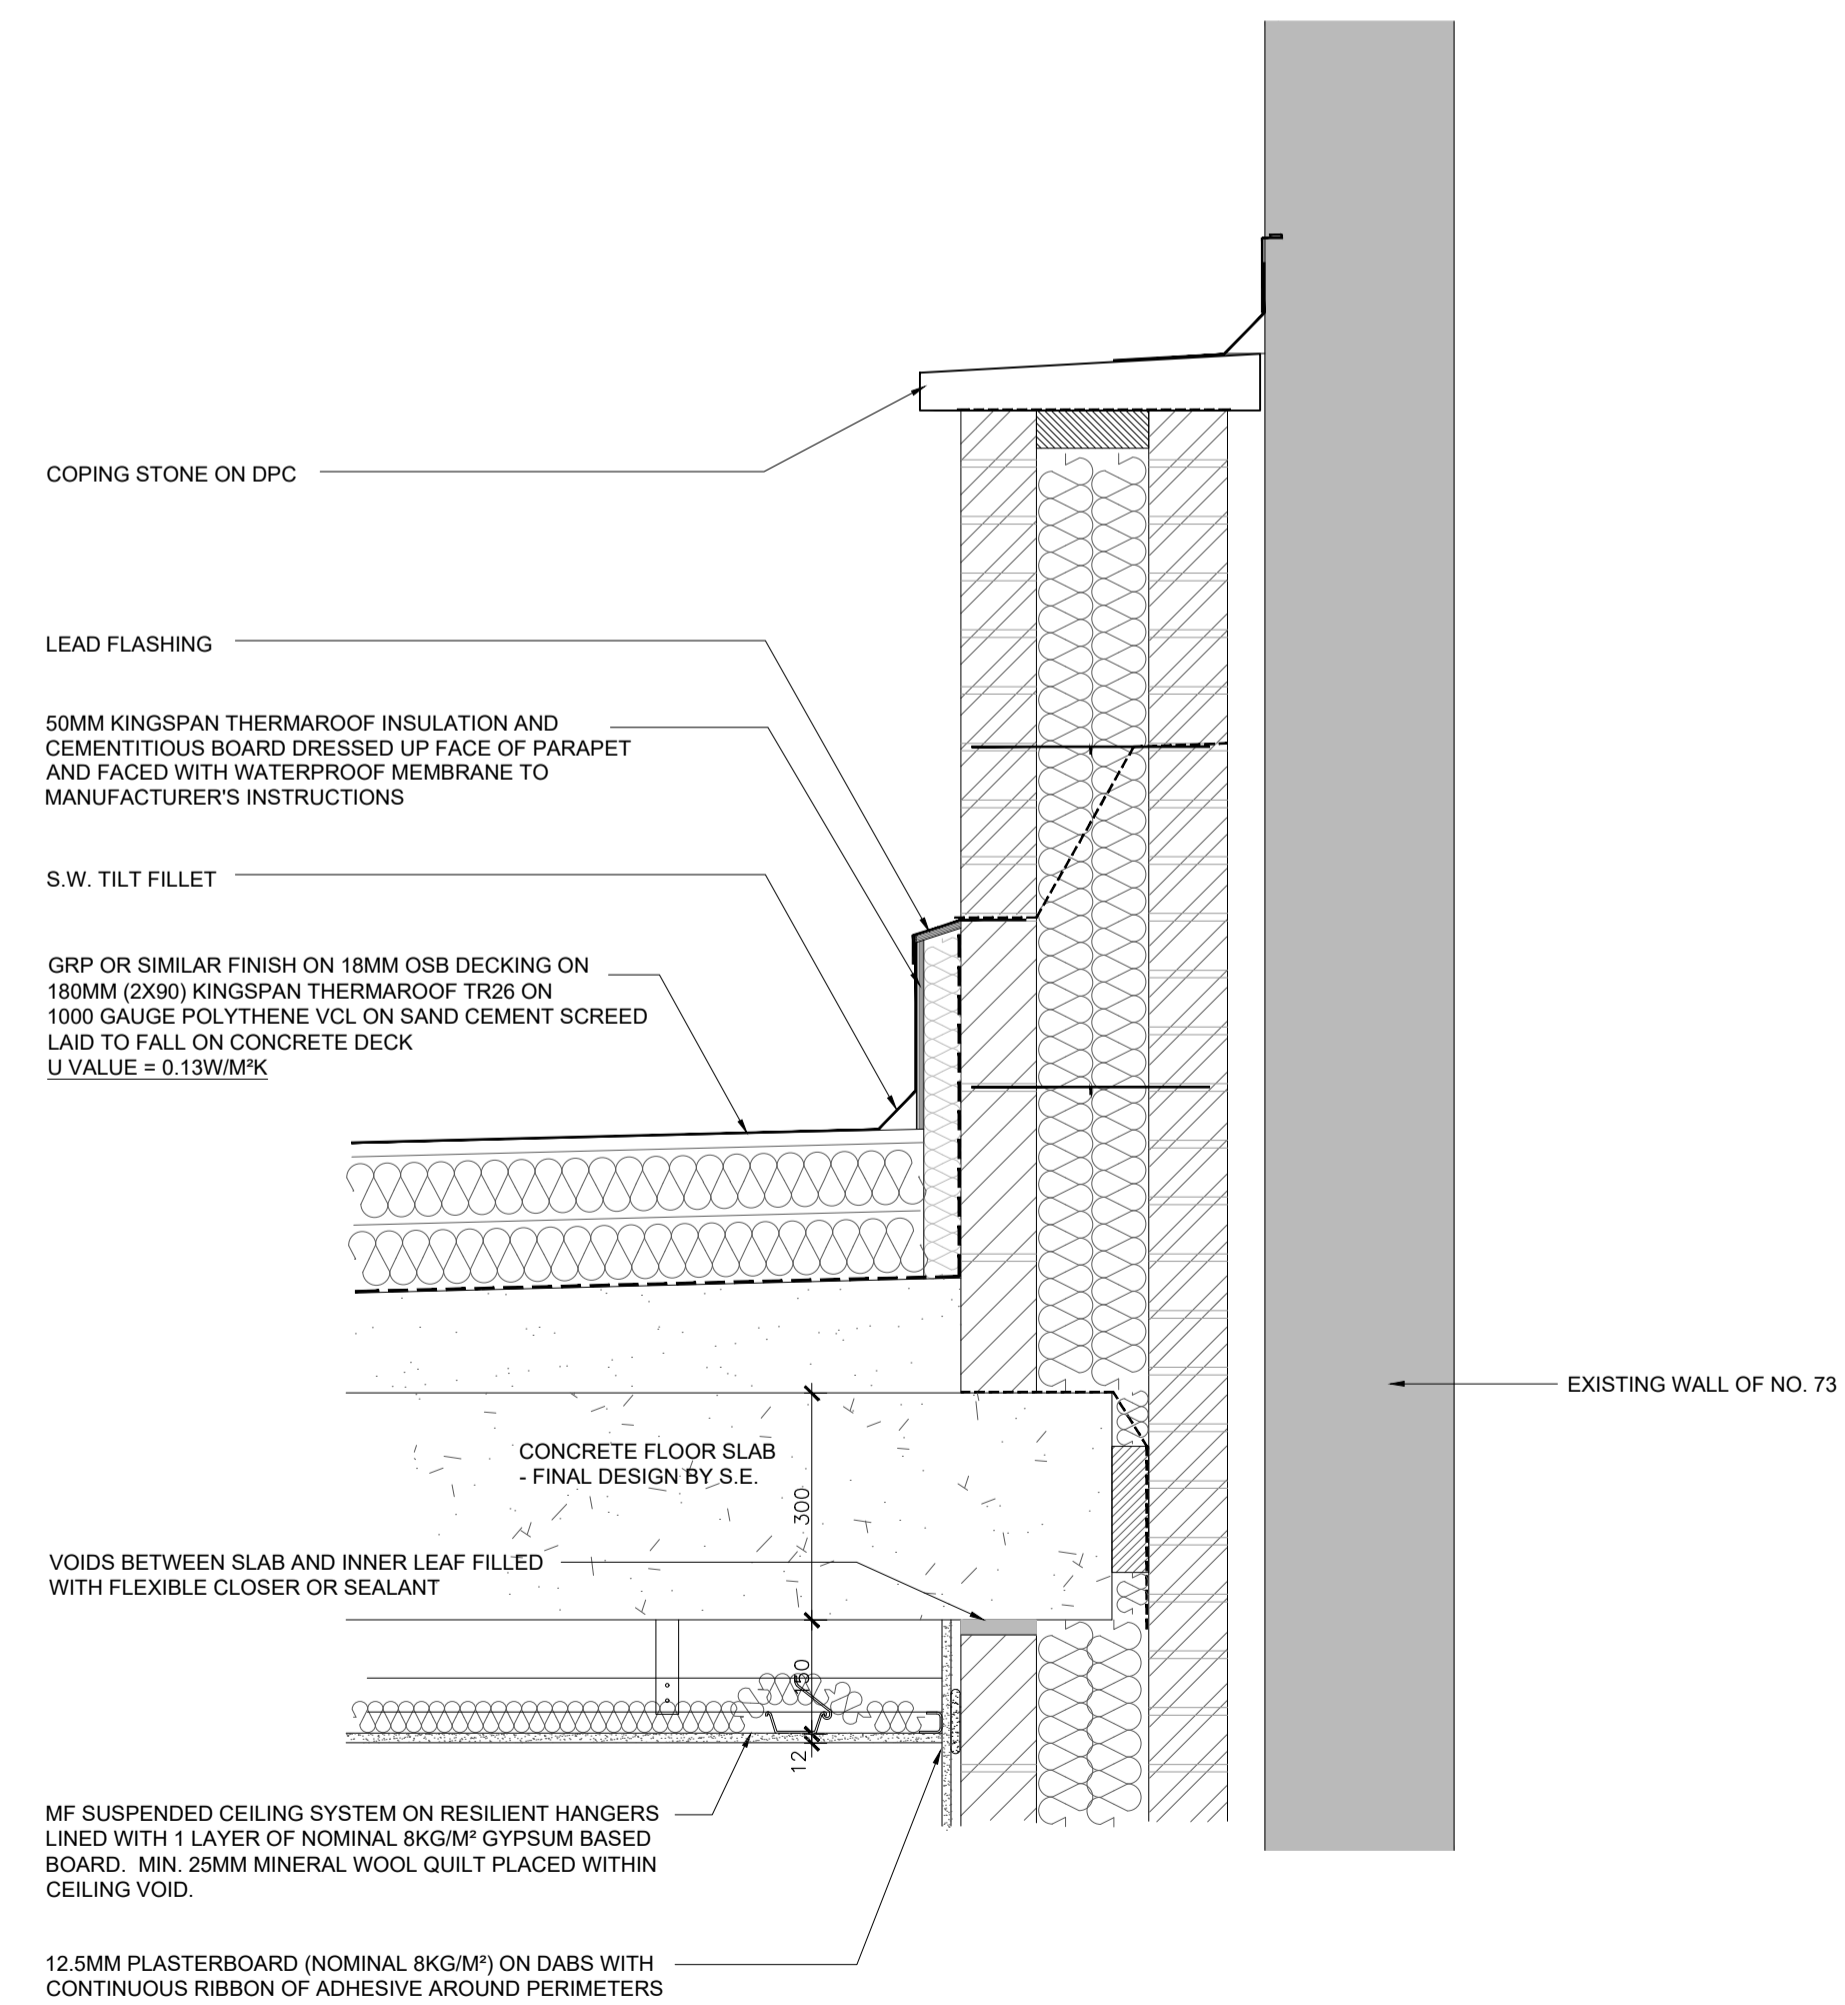 COPING STONE ON DPC
LEAD FLASHING
50MM KINGSPAN THERMAROOF INSULATION AND
CEMENTITIOUS BOARD DRESSED UP FACE OF PARAPET
AND FACED WITH WATERPROOF MEMBRANE TO
MANUFACTURER'S INSTRUCTIONS
S.W. TILT FILLET
GRP OR SIMILAR FINISH ON 18MM OSB DECKING ON
180MM (2X90) KINGSPAN THERMAROOF TR26 ON
1000 GAUGE POLYTHENE VCL ON SAND CEMENT SCREED
LAID TO FALL ON CONCRETE DECK
U VALUE = 0.13W/M²K
EXISTING WALL OF NO. 73
CONCRETE FLOOR SLAB
- FINAL DESIGN BY S.E.
300
VOIDS BETWEEN SLAB AND INNER LEAF FILLED
WITH FLEXIBLE CLOSER OR SEALANT
150
12
MF SUSPENDED CEILING SYSTEM ON RESILIENT HANGERS
LINED WITH 1 LAYER OF NOMINAL 8KG/M² GYPSUM BASED
BOARD.  MIN. 25MM MINERAL WOOL QUILT PLACED WITHIN
CEILING VOID.
12.5MM PLASTERBOARD (NOMINAL 8KG/M²) ON DABS WITH
CONTINUOUS RIBBON OF ADHESIVE AROUND PERIMETERS